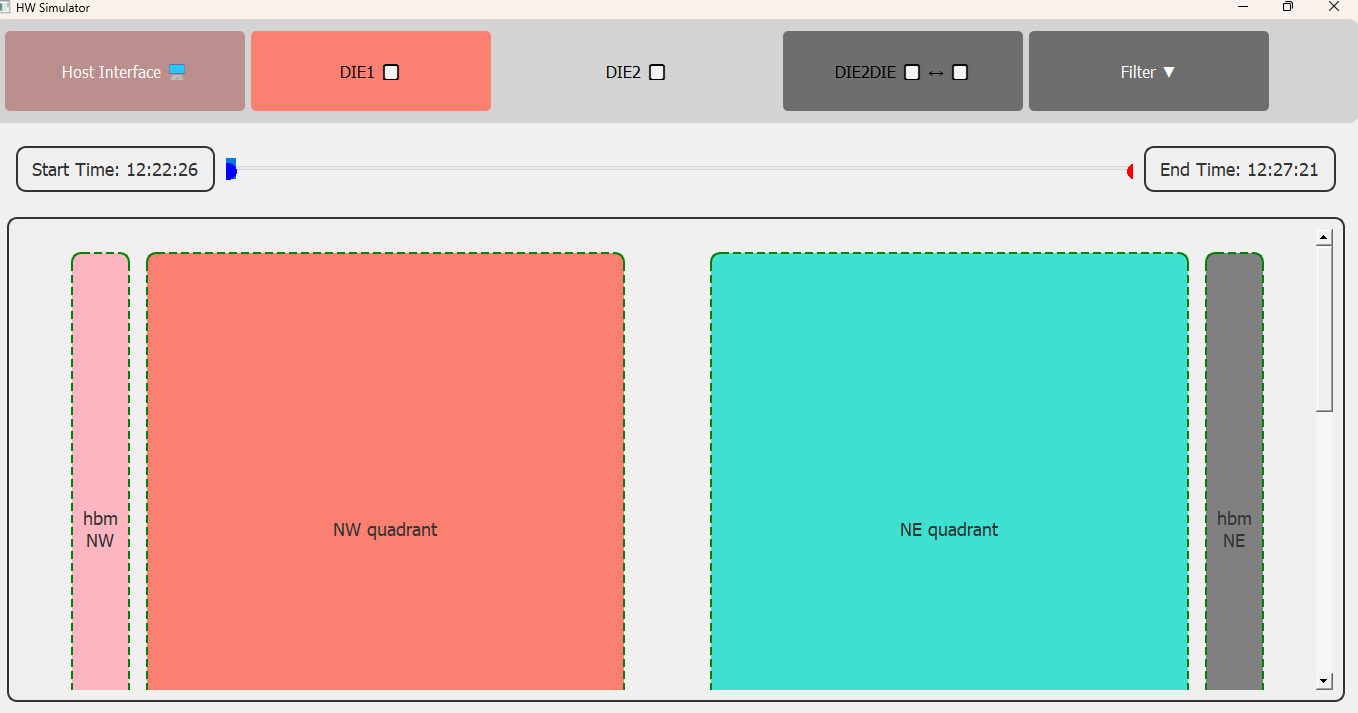 HW Simulator
Host Interface 🖥️
DIE1
DIE2
DIE2DIE ↔
Filter ▼
Start Time: 12:22:26
End Time: 12:27:21
hbm
NW
NW quadrant
NE quadrant
hbm
NE